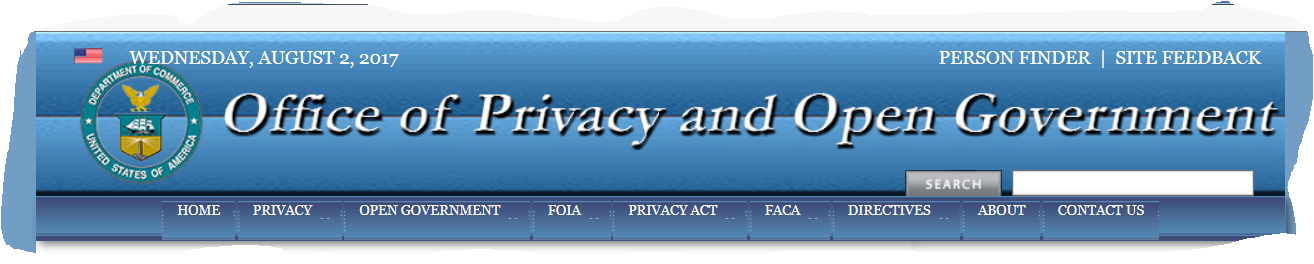 WEDNESDAY, AUGUST 2, 2017
PERSON FINDER | SITE FEEDBACK
DEPARTMENT OF COMMERCE
UNITED STATES OF AMERICA
Office of Privacy and Open Government
SEARCH
HOME PRIVACY OPEN GOVERNMENT FOIA PRIVACY ACT FACA DIRECTIVES ABOUT CONTACT US